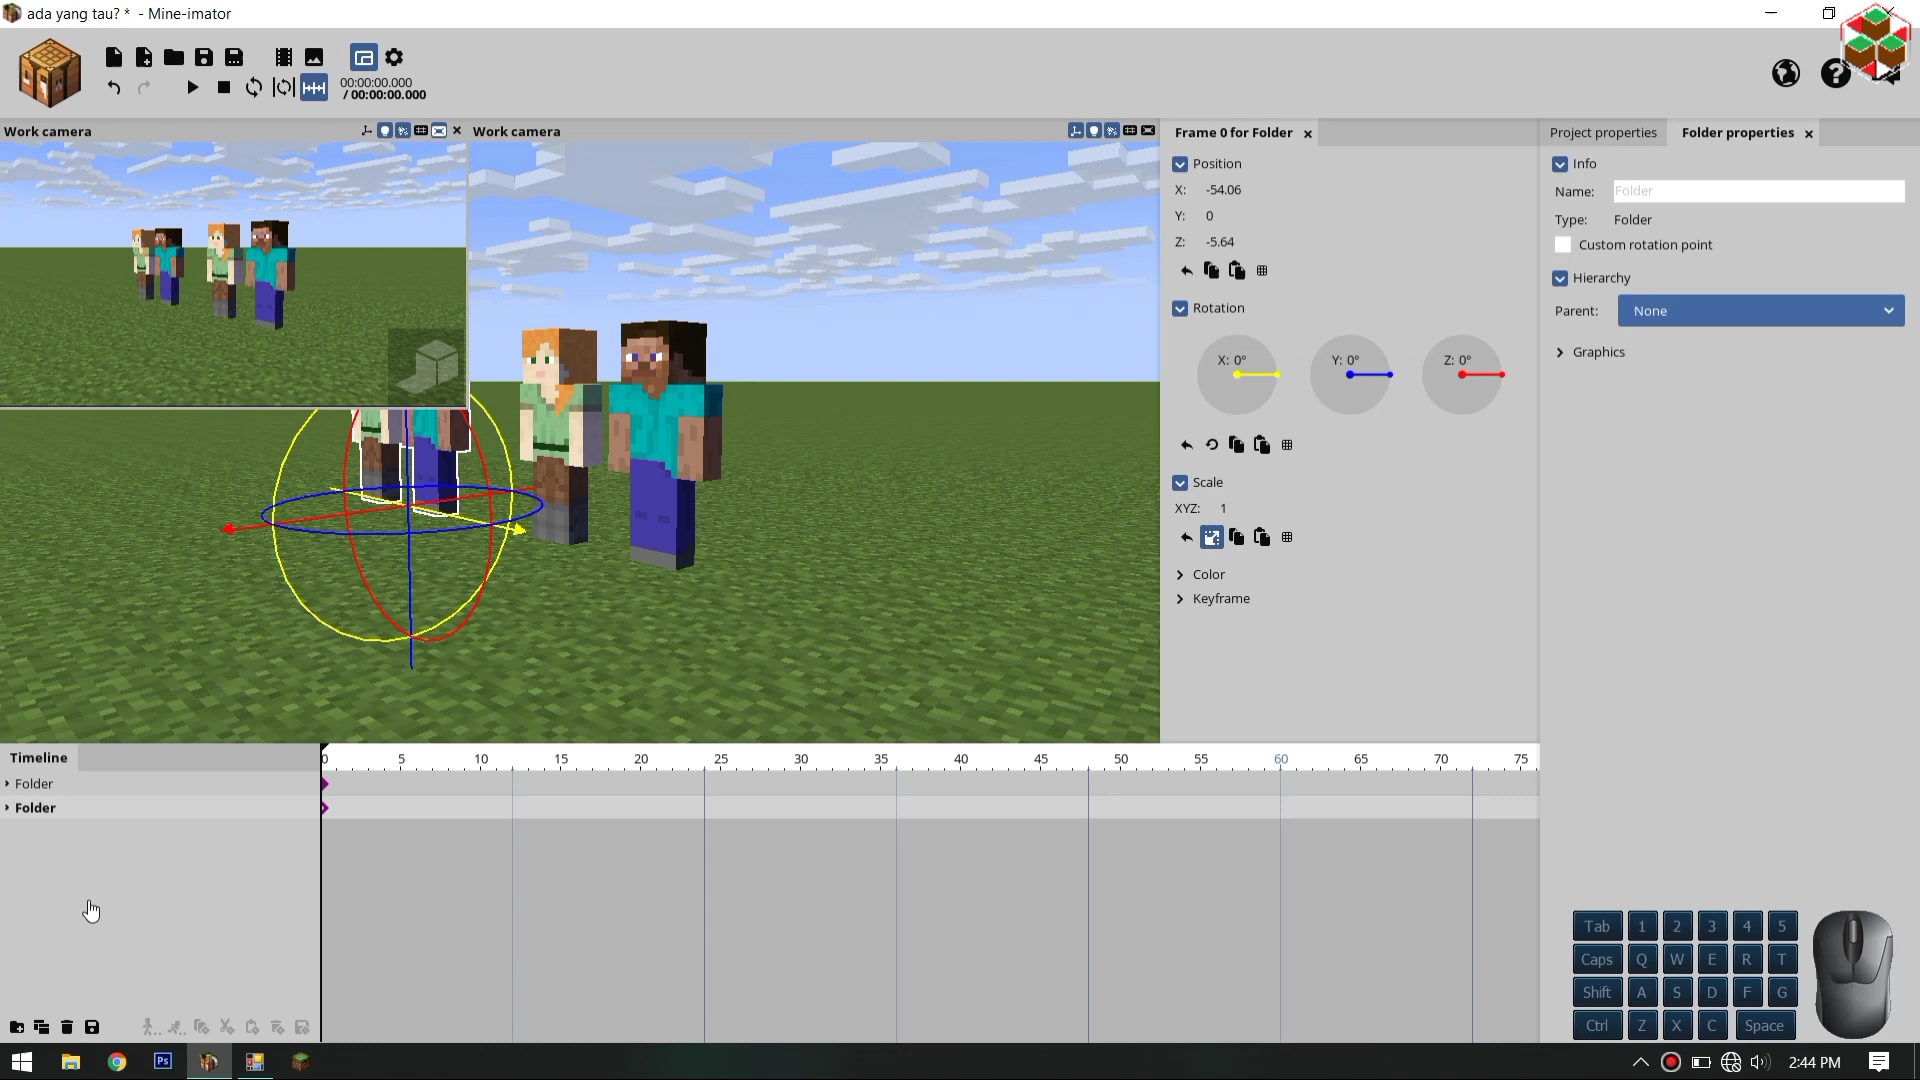 ada yang tau? * - Mine-imator
00:00:00.000
/ 00:00:00.000
Work camera
Work camera
Frame 0 for Folder
Position
X: -54.06
Y: 0
Z: -5.64
Rotation
X: 0° Y: 0° Z: 0°
Scale
XYZ: 1
Color
Keyframe
Project properties Folder properties
Info
Name: Folder
Type: Folder
Custom rotation point
Hierarchy
Parent: None
Graphics
Timeline
0 5 10 15 20 25 30 35 40 45 50 55 60 65 70 75
Folder
Folder
Tab 1 2 3 4 5
Caps Q W E R T
Shift A S D F G
Ctrl Z X C Space
Ps
2:44 PM